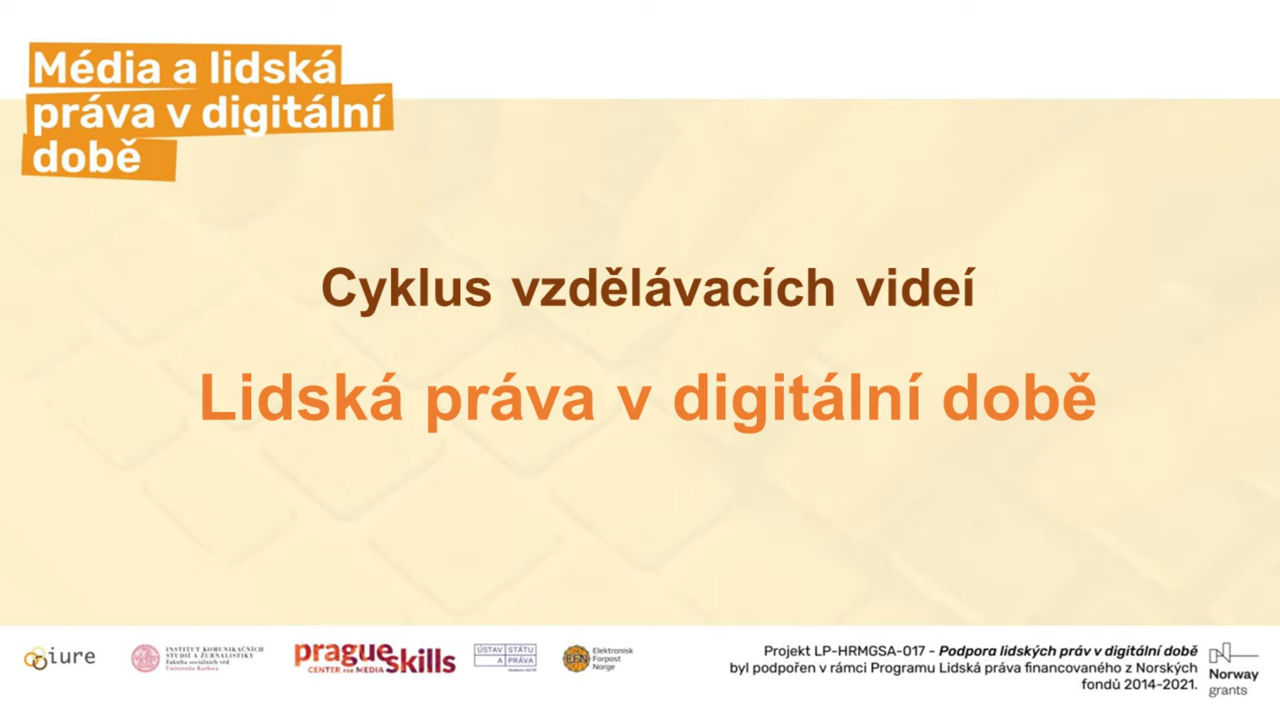 Média a lidská
práva v digitální
době
Cyklus vzdělávacích videí
Lidská práva v digitální době
iure
INSTITUT KOMUNIKAČNÍCH
STUDIÍ A ŽURNALISTIKY
Fakulta sociálních věd
Univerzita Karlova
prague
skills
CENTER FOR MEDIA
ÚSTAV STÁTU
A PRÁVA
EFN
Elektronisk
Forpost
Norge
Projekt LP-HRMGSA-017 - Podpora lidských práv v digitální době
byl podpořen v rámci Programu Lidská práva financovaného z Norských
fondů 2014-2021.
Norway
grants